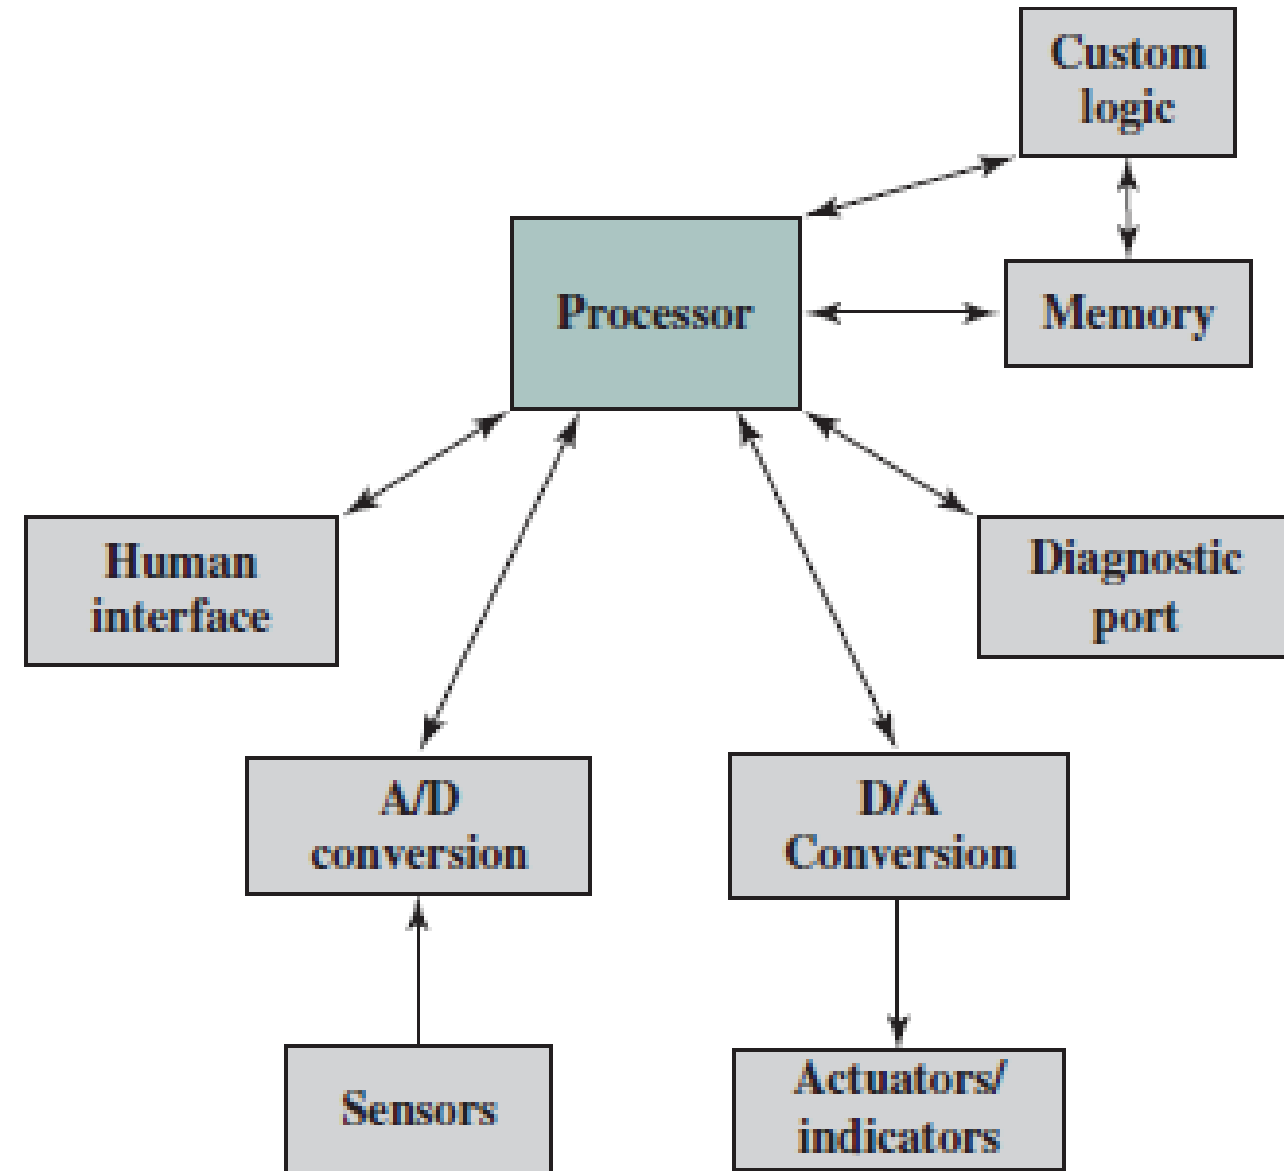 Custom
logic
Processor
Memory
Human
interface
Diagnostic
port
A/D
conversion
D/A
Conversion
Sensors
Actuators/
indicators